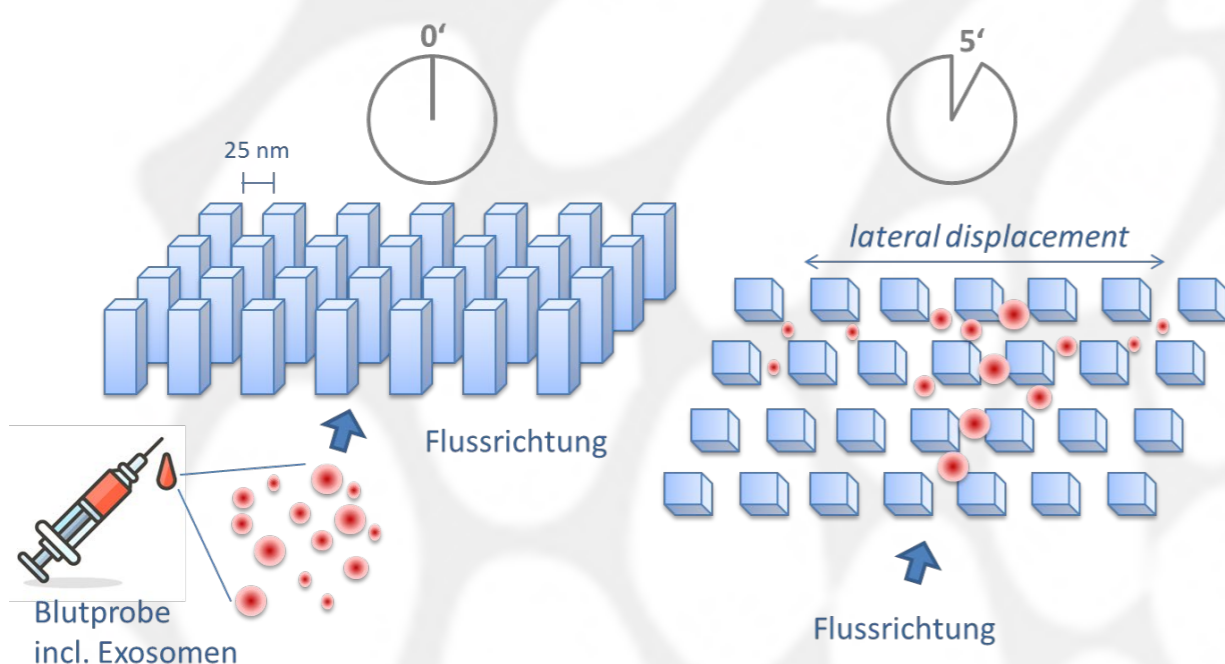 0‘
5‘
25 nm
lateral displacement
Flussrichtung
Blutprobe
incl. Exosomen
Flussrichtung